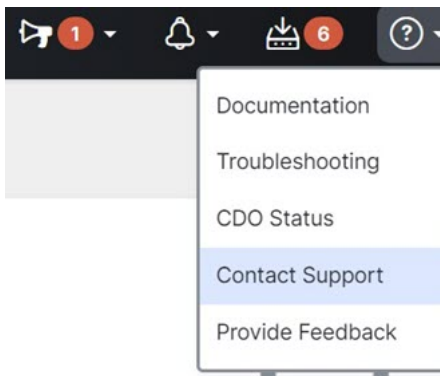 1
6
?
Documentation
Troubleshooting
CDO Status
Contact Support
Provide Feedback